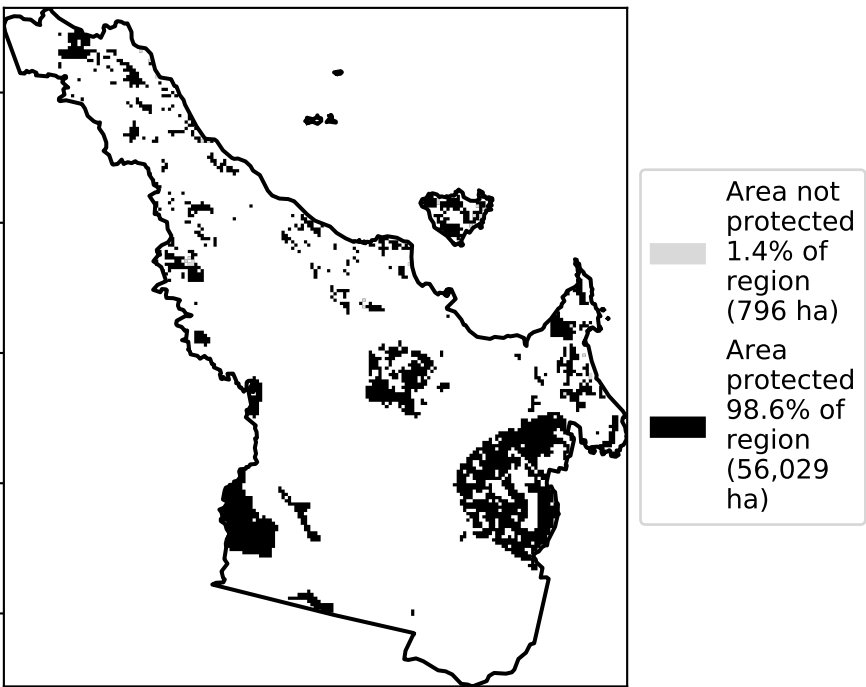 Area not
protected
1.4% of
region
(796 ha)
Area
protected
98.6% of
region
(56,029
ha)